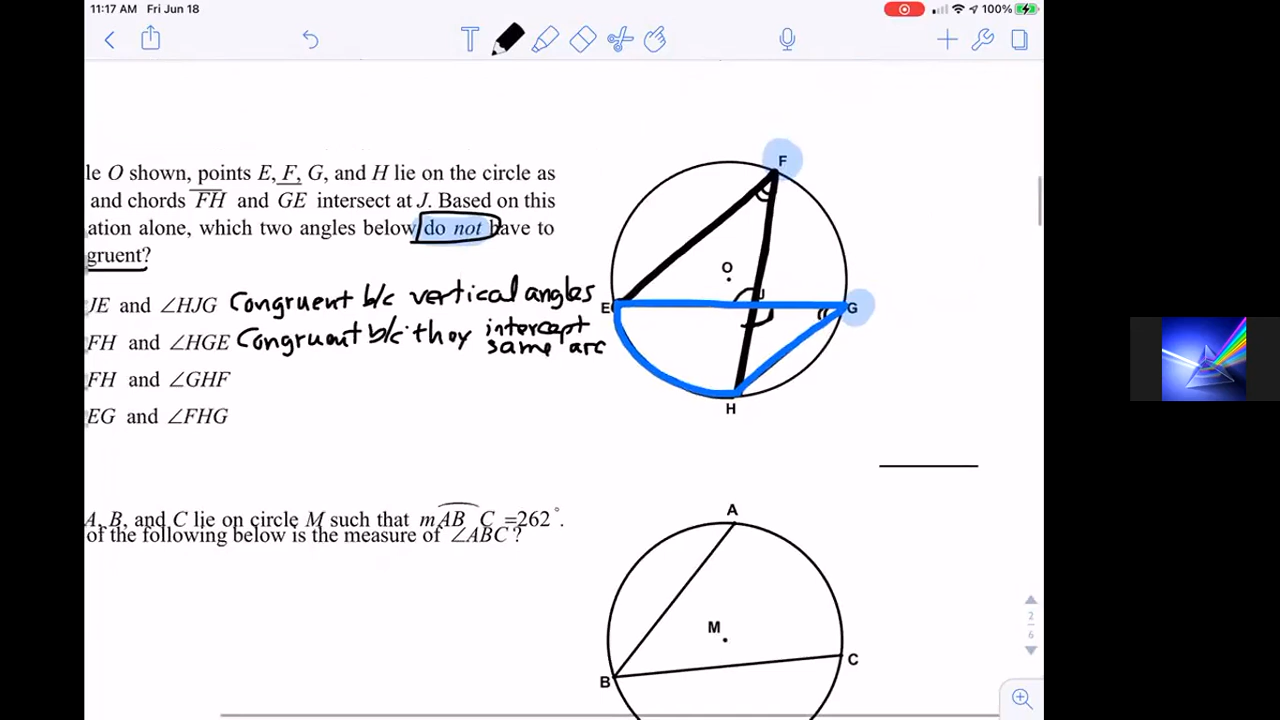 11:17 AM Fri Jun 18
100%
T
le O shown, points E, F, G, and H lie on the circle as
and chords FH and GE intersect at J. Based on this
ation alone, which two angles below do not have to
gruent?
JE and ∠HJG Congruent b/c vertical angles
FH and ∠HGE Congruent b/c they intercept
same arc
FH and ∠GHF
EG and ∠FHG
F
O
J
E
G
H
A, B, and C lie on circle M such that mAB C =262°.
of the following below is the measure of ∠ABC ?
A
M
C
B
2
6